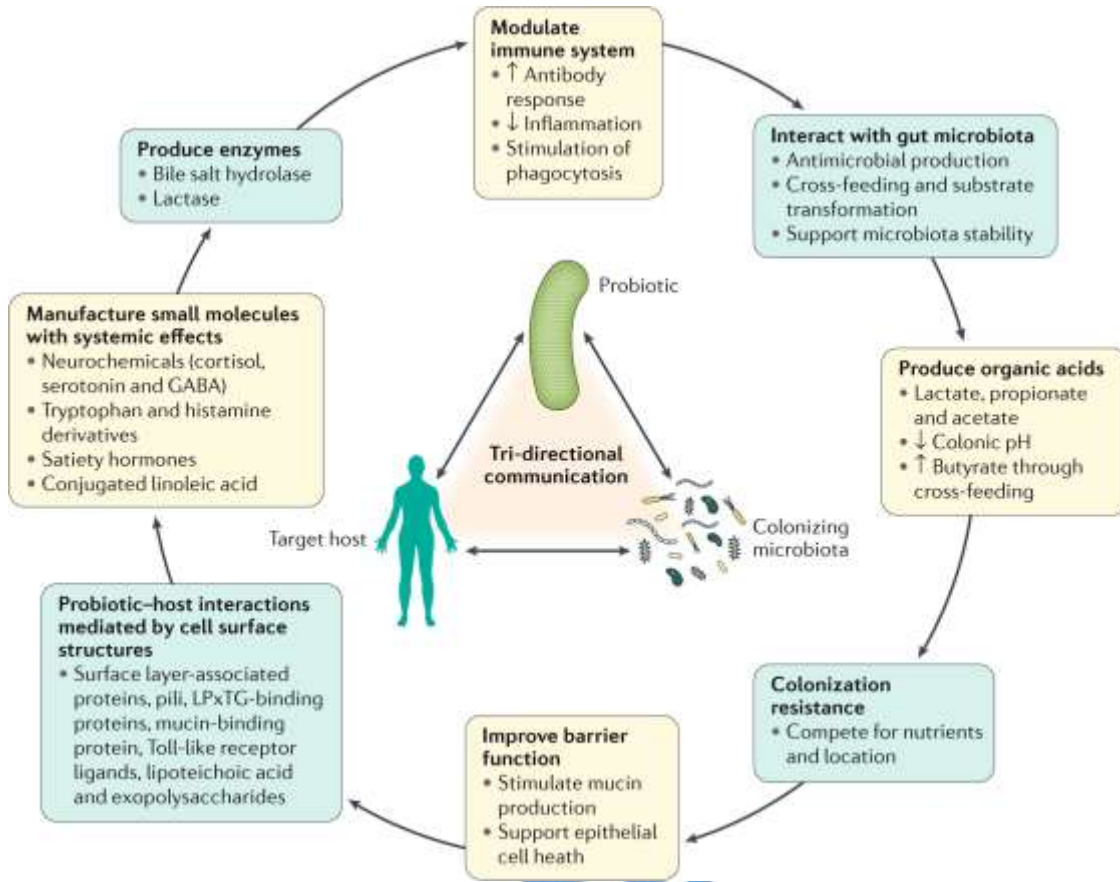 Modulate
immune system
• ↑ Antibody
response
• ↓ Inflammation
• Stimulation of
phagocytosis
Interact with gut microbiota
• Antimicrobial production
• Cross-feeding and substrate
transformation
• Support microbiota stability
Produce organic acids
• Lactate, propionate
and acetate
• ↓ Colonic pH
• ↑ Butyrate through
cross-feeding
Colonization
resistance
• Compete for nutrients
and location
Improve barrier
function
• Stimulate mucin
production
• Support epithelial
cell heath
Probiotic–host interactions
mediated by cell surface
structures
• Surface layer-associated
proteins, pili, LPxTG-binding
proteins, mucin-binding
protein, Toll-like receptor
ligands, lipoteichoic acid
and exopolysaccharides
Manufacture small molecules
with systemic effects
• Neurochemicals (cortisol,
serotonin and GABA)
• Tryptophan and histamine
derivatives
• Satiety hormones
• Conjugated linoleic acid
Produce enzymes
• Bile salt hydrolase
• Lactase
Probiotic
Tri-directional
communication
Target host
Colonizing
microbiota